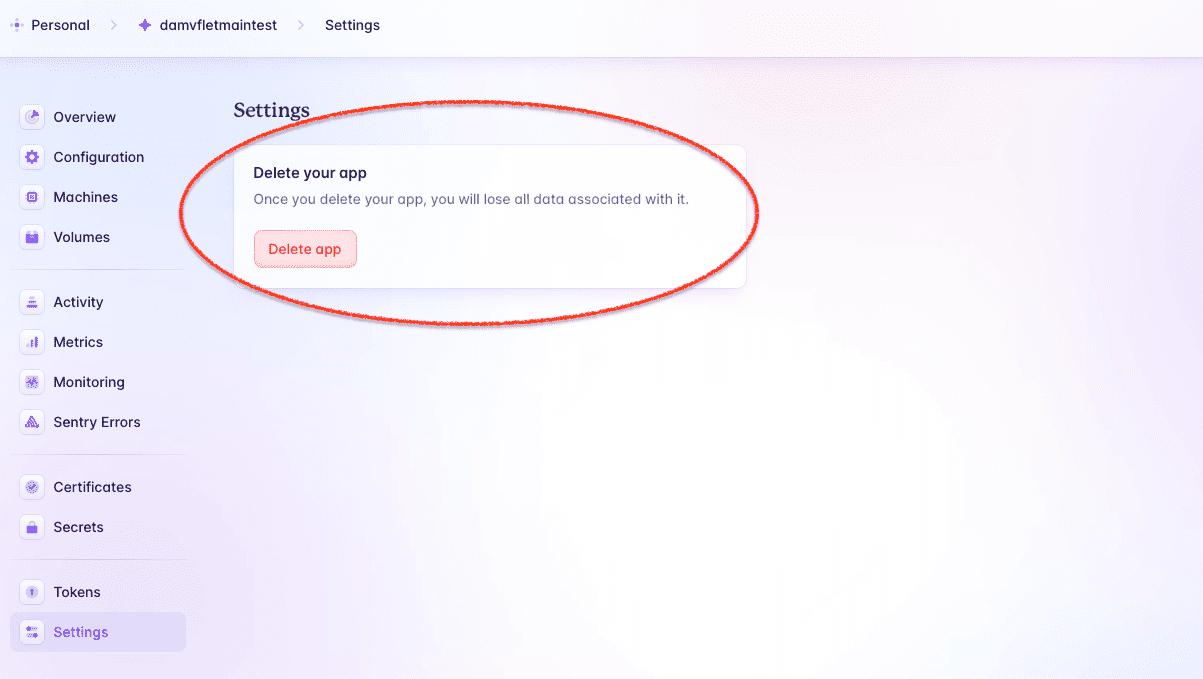 Personal > damvfletmaintest > Settings
Overview
Configuration
Machines
Volumes
Activity
Metrics
Monitoring
Sentry Errors
Certificates
Secrets
Tokens
Settings
Settings
Delete your app
Once you delete your app, you will lose all data associated with it.
Delete app